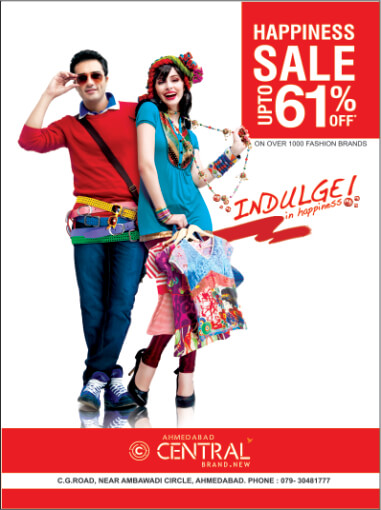 HAPPINESS
SALE
UPTO 61% OFF*
ON OVER 1000 FASHION BRANDS
INDULGE!
in happiness
AHMEDABAD
C CENTRAL
BRAND.NEW
C.G.ROAD, NEAR AMBAWADI CIRCLE, AHMEDABAD. PHONE : 079- 30481777